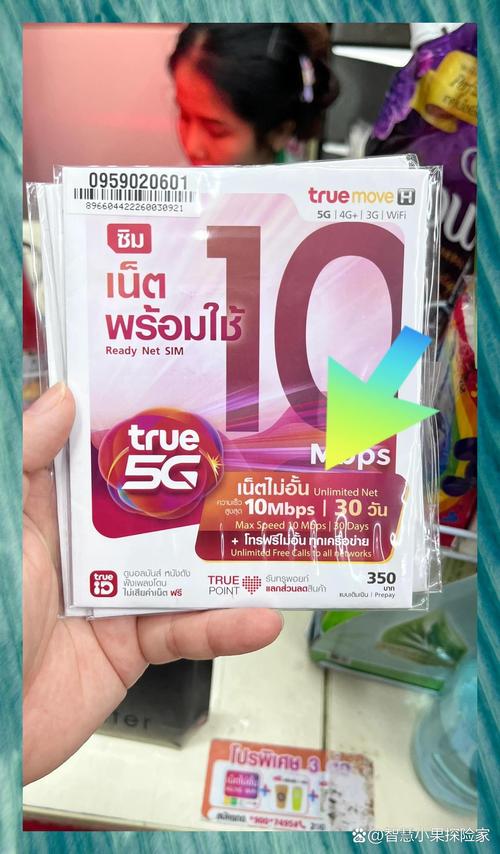 0959020601
8966044222260030921
truemove H
5G | 4G+ | 3G | WiFi
ซิม
10
เน็ต
พร้อมใช้
Ready Net SIM
Mbps
true
5G
เน็ตไม่อั้น Unlimited Net
ความเร็วสูงสุด 10Mbps | 30 วัน
Max Speed 10 Mbps | 30 Days
+ โทรฟรีไม่อั้น ทุกเครือข่าย
Unlimited Free Calls to all networks
true iD
ดูบอลมันส์ หนังดัง
ฟังเพลงโดน
ไม่เสียค่าเน็ต ฟรี
TRUE POINT
รับทรูพอยท์
แลกส่วนลดสินค้า
350
บาท
แบบเติมเงิน | Prepay
ter
โปรพิเศษ 3
@智慧小果探险家